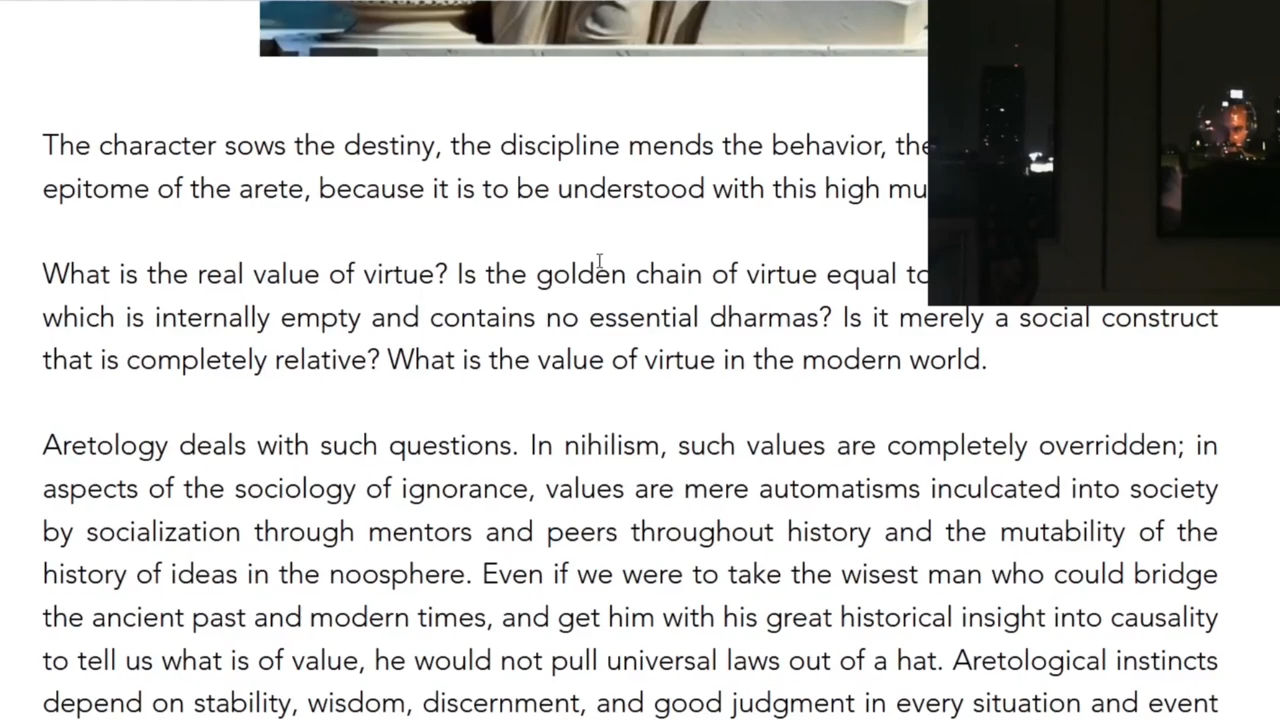 The character sows the destiny, the discipline mends the behavior, the
epitome of the arete, because it is to be understood with this high mu
What is the real value of virtue? Is the golden chain of virtue equal to
which is internally empty and contains no essential dharmas? Is it merely a social construct
that is completely relative? What is the value of virtue in the modern world.
Aretology deals with such questions. In nihilism, such values are completely overridden; in
aspects of the sociology of ignorance, values are mere automatisms inculcated into society
by socialization through mentors and peers throughout history and the mutability of the
history of ideas in the noosphere. Even if we were to take the wisest man who could bridge
the ancient past and modern times, and get him with his great historical insight into causality
to tell us what is of value, he would not pull universal laws out of a hat. Aretological instincts
depend on stability, wisdom, discernment, and good judgment in every situation and event